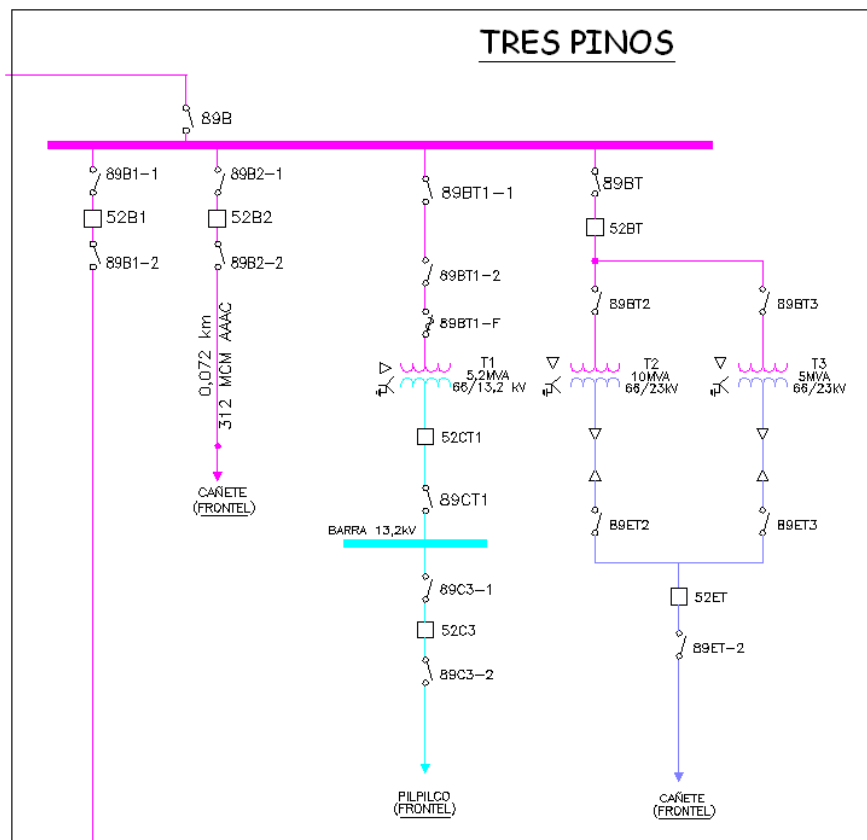 TRES PINOS
89B
89B1-1
89B2-1
89BT1-1
89BT
52B1
52B2
52BT
89B1-2
89B2-2
89BT1-2
89BT2
89BT3
0,072 km
312 MCM AAAC
89BT1-F
T1
5,2MVA
66/13,2 kV
T2
10MVA
66/23kV
T3
5MVA
66/23kV
52CT1
CAÑETE
(FRONTEL)
89CT1
89ET2
89ET3
BARRA 13,2kV
89C3-1
52ET
52C3
89ET-2
89C3-2
PILPILCO
(FRONTEL)
CAÑETE
(FRONTEL)